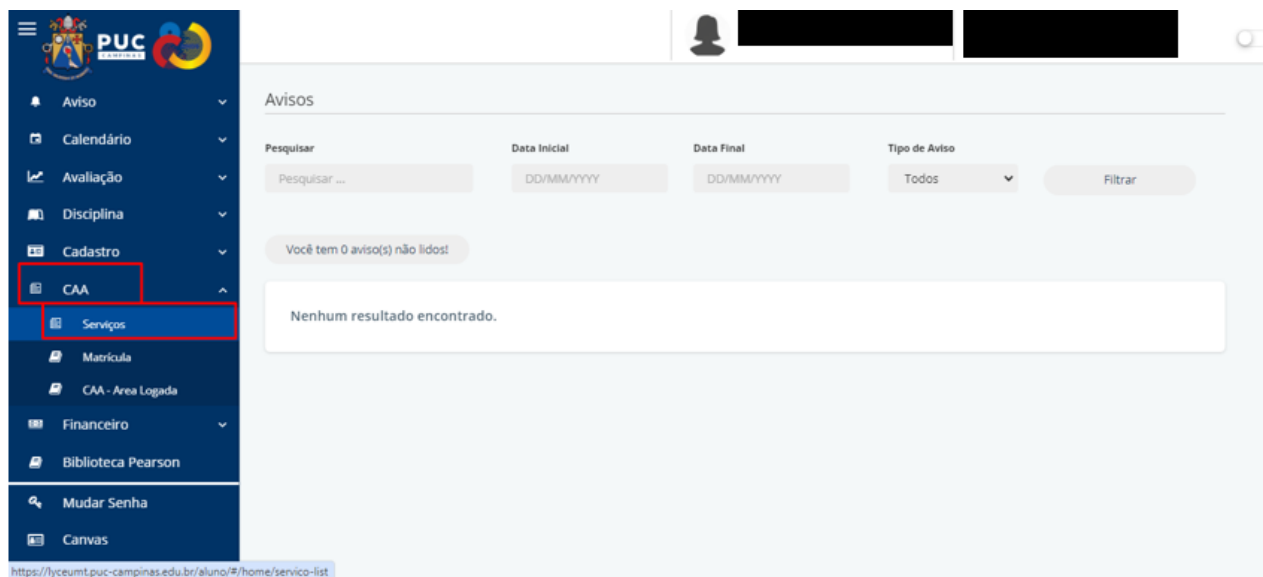 PUC
CAMPINAS
Aviso
Calendário
Avaliação
Disciplina
Cadastro
CAA
Serviços
Matrícula
CAA - Area Logada
Financeiro
Biblioteca Pearson
Mudar Senha
Canvas
Avisos
Pesquisar
Data Inicial
Data Final
Tipo de Aviso
Pesquisar ...
DD/MM/YYYY
DD/MM/YYYY
Todos
Filtrar
Você tem 0 aviso(s) não lidos!
Nenhum resultado encontrado.
https://lyceumt.puc-campinas.edu.br/aluno/#/home/servico-list